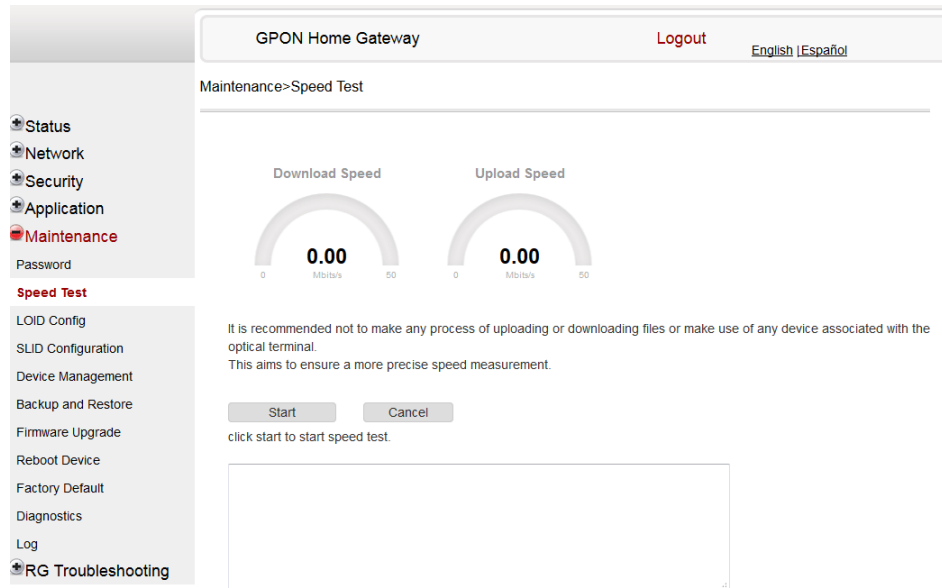 GPON Home Gateway
Logout
English | Español
Maintenance>Speed Test
Status
Network
Security
Application
Maintenance
Password
Speed Test
LOID Config
SLID Configuration
Device Management
Backup and Restore
Firmware Upgrade
Reboot Device
Factory Default
Diagnostics
Log
RG Troubleshooting
Download Speed
0.00
0 Mbits/s 50
Upload Speed
0.00
0 Mbits/s 50
It is recommended not to make any process of uploading or downloading files or make use of any device associated with the
optical terminal.
This aims to ensure a more precise speed measurement.
Start
Cancel
click start to start speed test.